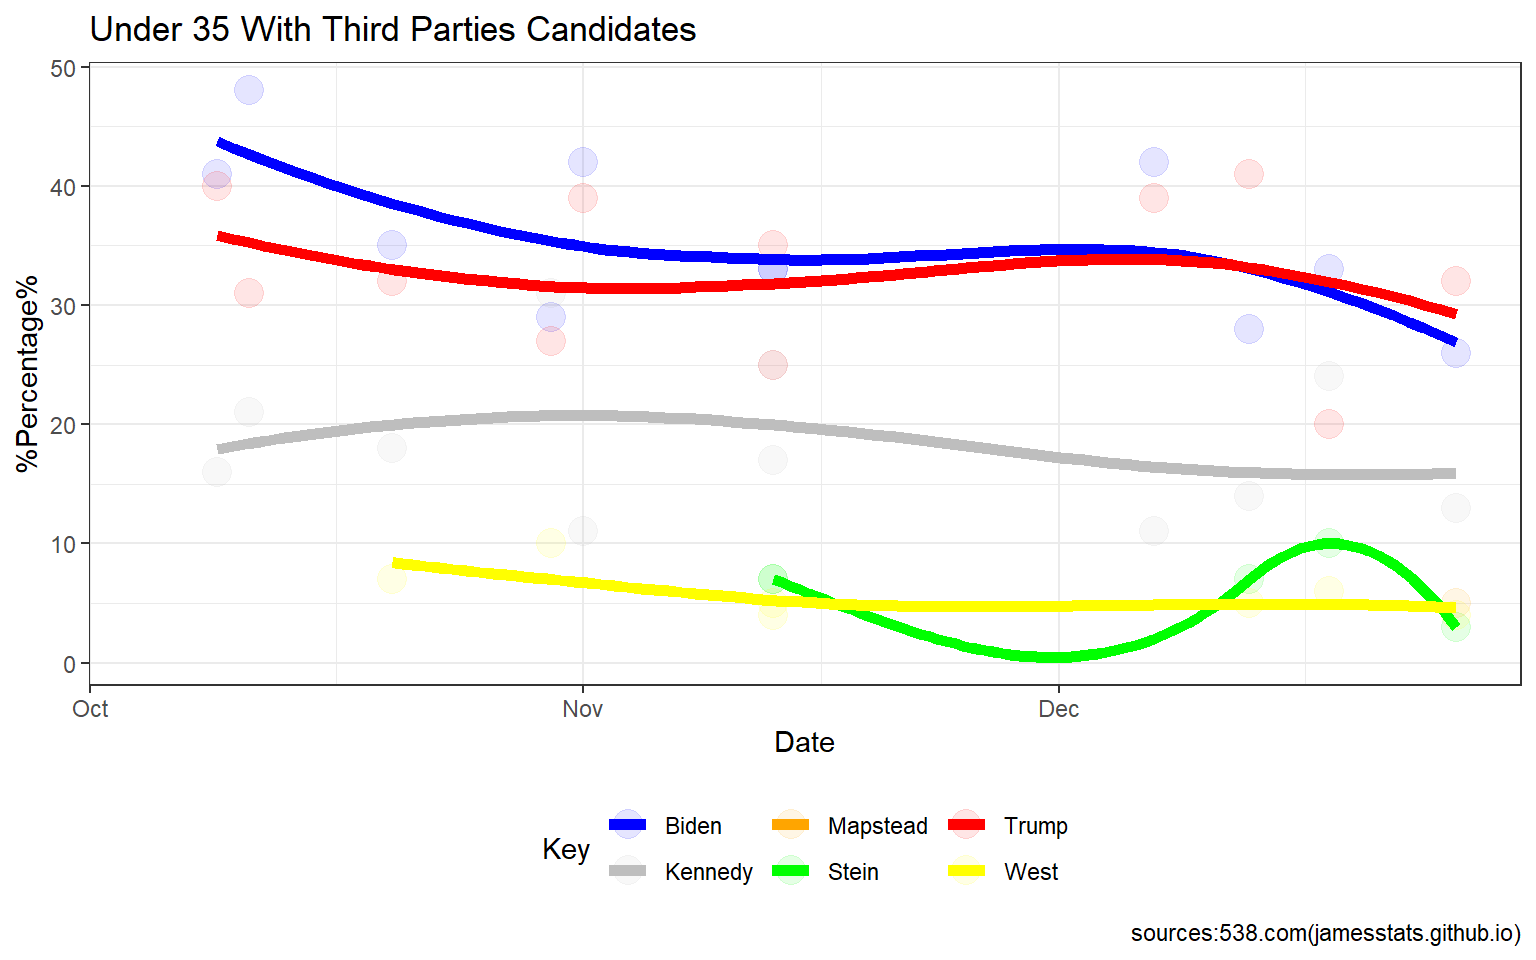 Under 35 With Third Parties Candidates
50
40
30
20
10
0
%Percentage%
Oct Nov Dec
Date
Key
Biden Mapstead Trump
Kennedy Stein West
sources:538.com(jamesstats.github.io)